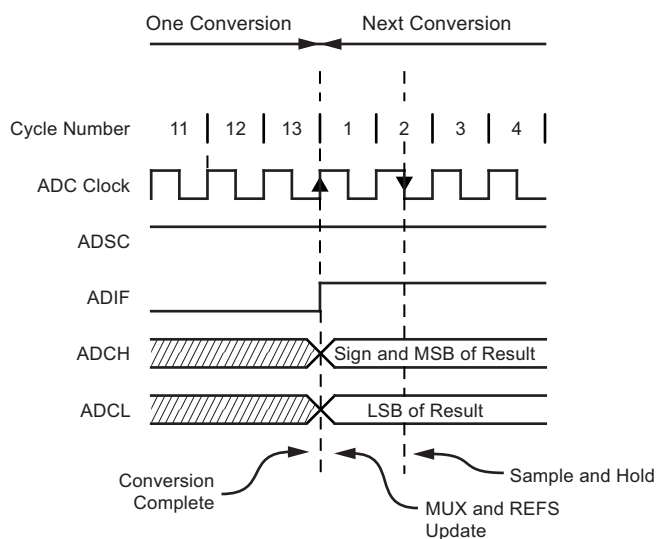 One Conversion Next Conversion
Cycle Number 11 12 13 1 2 3 4
ADC Clock
ADSC
ADIF
ADCH Sign and MSB of Result
ADCL LSB of Result
Conversion
Complete
MUX and REFS
Update
Sample and Hold